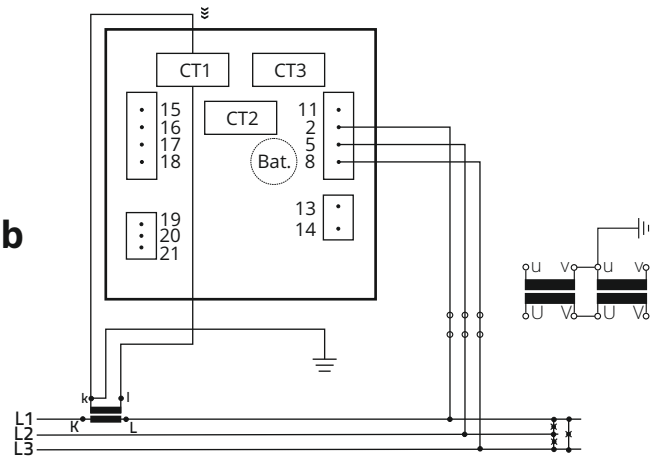 CT1 CT3
CT2
15
16
17
18
11
2
5
8
Bat.
13
14
19
20
21
b
u v u v
U V U V
k l
K L
L1
L2
L3